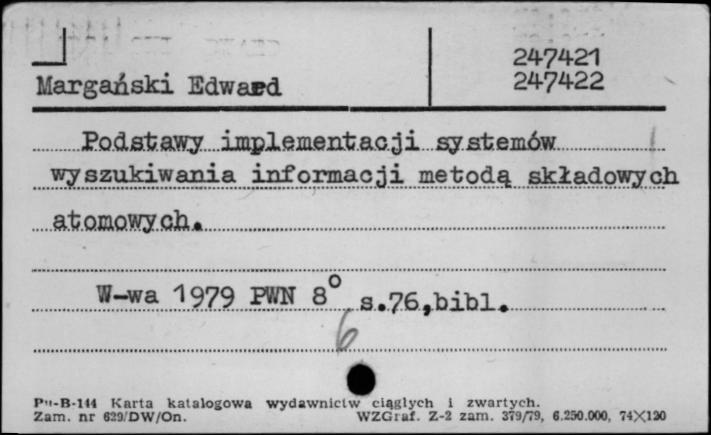 247421
Margański Edward
247422
Podstawy implementacji systemów
wyszukiwania informacji metodą składowych
atomowych.
W-wa 1979 PWN 8° s.76,bibl.
6
Pu-B-144 Karta katalogowa wydawnictw ciągłych i zwartych.
Zam. nr 629/DW/On. WZGraf. Z-2 zam. 379/79, 6.250.000, 74X120